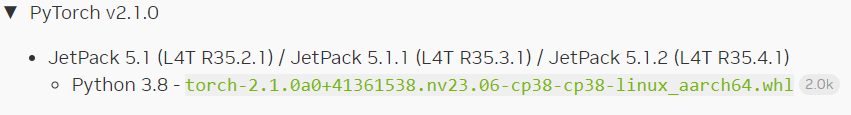 ▼ PyTorch v2.1.0
• JetPack 5.1 (L4T R35.2.1) / JetPack 5.1.1 (L4T R35.3.1) / JetPack 5.1.2 (L4T R35.4.1)
◦ Python 3.8 - torch-2.1.0a0+41361538.nv23.06-cp38-cp38-linux_aarch64.whl 2.0k